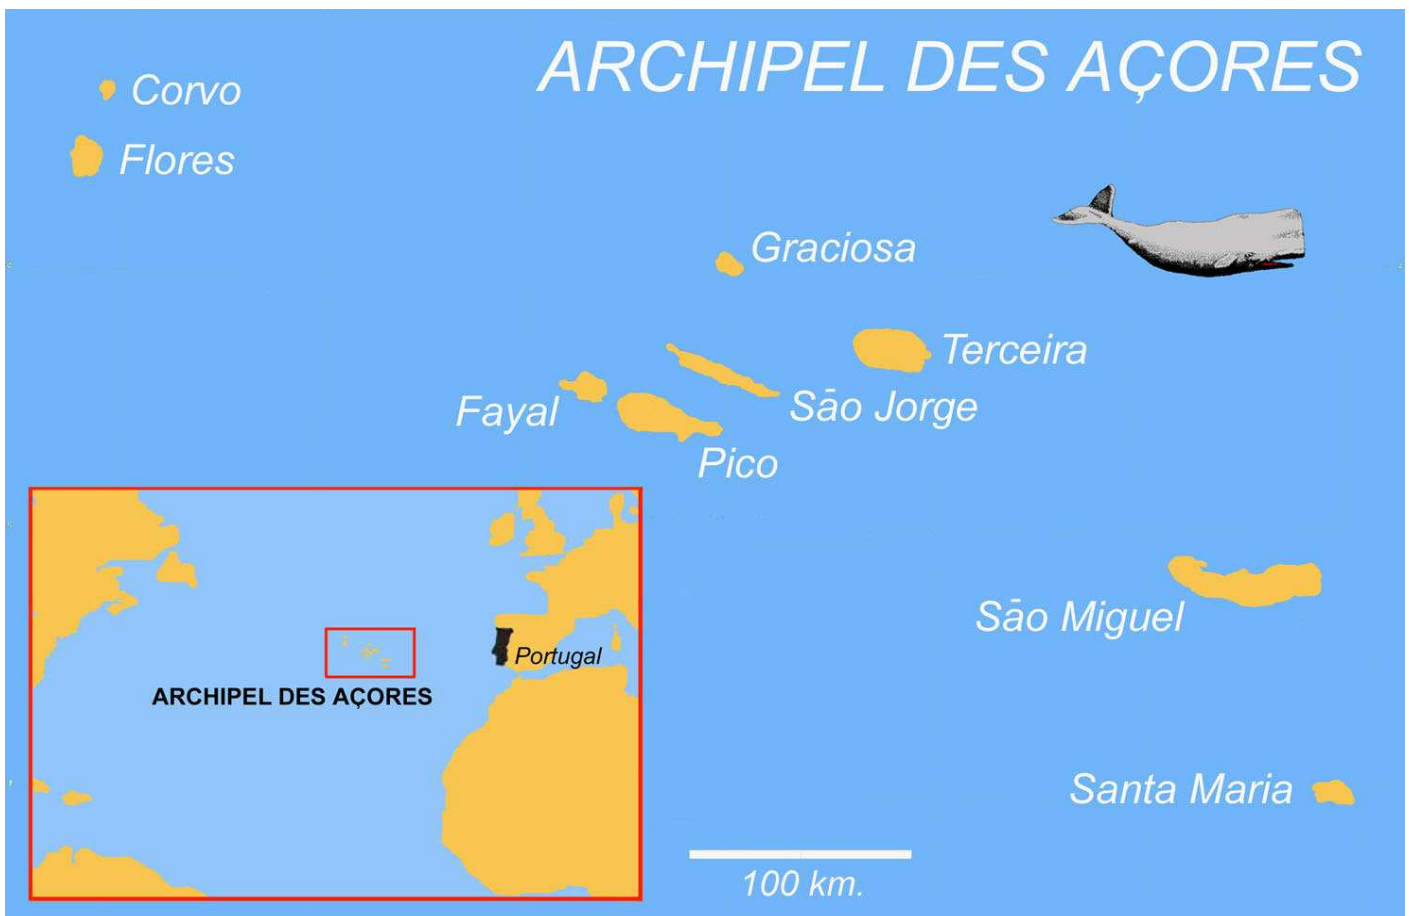 ARCHIPEL DES AÇORES
Corvo
Flores
Graciosa
Terceira
São Jorge
Fayal
Pico
São Miguel
Santa Maria
100 km.
Portugal
ARCHIPEL DES AÇORES